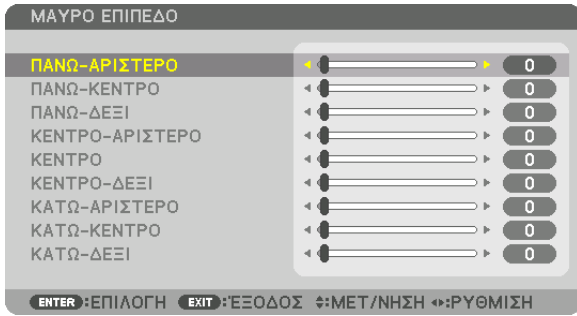 ΜΑΥΡΟ ΕΠΙΠΕΔΟ
ΠΑΝΩ-ΑΡΙΣΤΕΡΟ 0
ΠΑΝΩ-ΚΕΝΤΡΟ 0
ΠΑΝΩ-ΔΕΞΙ 0
ΚΕΝΤΡΟ-ΑΡΙΣΤΕΡΟ 0
ΚΕΝΤΡΟ 0
ΚΕΝΤΡΟ-ΔΕΞΙ 0
ΚΑΤΩ-ΑΡΙΣΤΕΡΟ 0
ΚΑΤΩ-ΚΕΝΤΡΟ 0
ΚΑΤΩ-ΔΕΞΙ 0
ENTER :ΕΠΙΛΟΓΗ EXIT :ΈΞΟΔΟΣ :ΜΕΤ/ΝΗΣΗ :ΡΥΘΜΙΣΗ